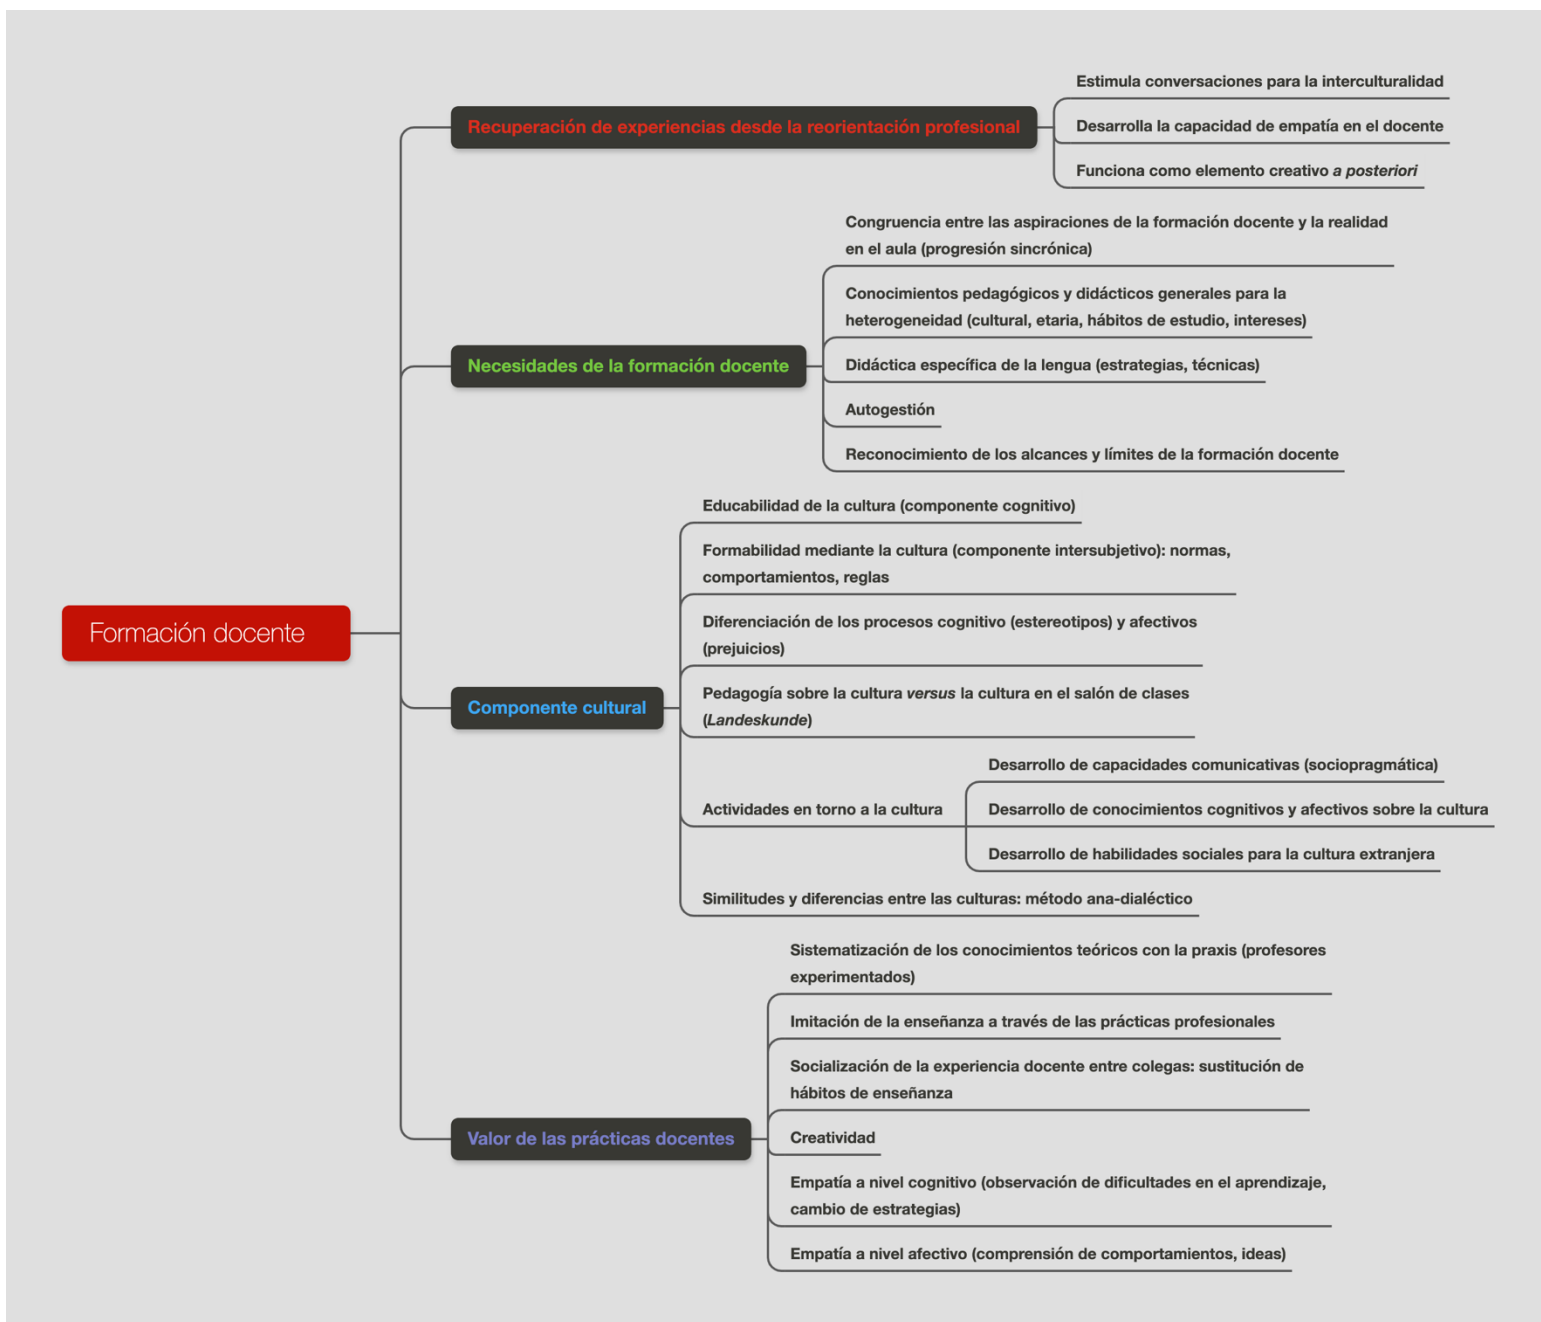 Formación docente
Recuperación de experiencias desde la reorientación profesional
Estimula conversaciones para la interculturalidad
Desarrolla la capacidad de empatía en el docente
Funciona como elemento creativo a posteriori
Necesidades de la formación docente
Congruencia entre las aspiraciones de la formación docente y la realidad
en el aula (progresión sincrónica)
Conocimientos pedagógicos y didácticos generales para la
heterogeneidad (cultural, etaria, hábitos de estudio, intereses)
Didáctica específica de la lengua (estrategias, técnicas)
Autogestión
Reconocimiento de los alcances y límites de la formación docente
Componente cultural
Educabilidad de la cultura (componente cognitivo)
Formabilidad mediante la cultura (componente intersubjetivo): normas,
comportamientos, reglas
Diferenciación de los procesos cognitivo (estereotipos) y afectivos
(prejuicios)
Pedagogía sobre la cultura versus la cultura en el salón de clases
(Landeskunde)
Actividades en torno a la cultura
Desarrollo de capacidades comunicativas (sociopragmática)
Desarrollo de conocimientos cognitivos y afectivos sobre la cultura
Desarrollo de habilidades sociales para la cultura extranjera
Similitudes y diferencias entre las culturas: método ana-dialéctico
Valor de las prácticas docentes
Sistematización de los conocimientos teóricos con la praxis (profesores
experimentados)
Imitación de la enseñanza a través de las prácticas profesionales
Socialización de la experiencia docente entre colegas: sustitución de
hábitos de enseñanza
Creatividad
Empatía a nivel cognitivo (observación de dificultades en el aprendizaje,
cambio de estrategias)
Empatía a nivel afectivo (comprensión de comportamientos, ideas)